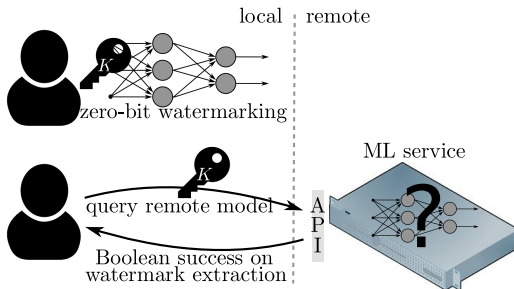 local remote
K
zero-bit watermarking
ML service
K
query remote model
A
P
I
?
Boolean success on
watermark extraction